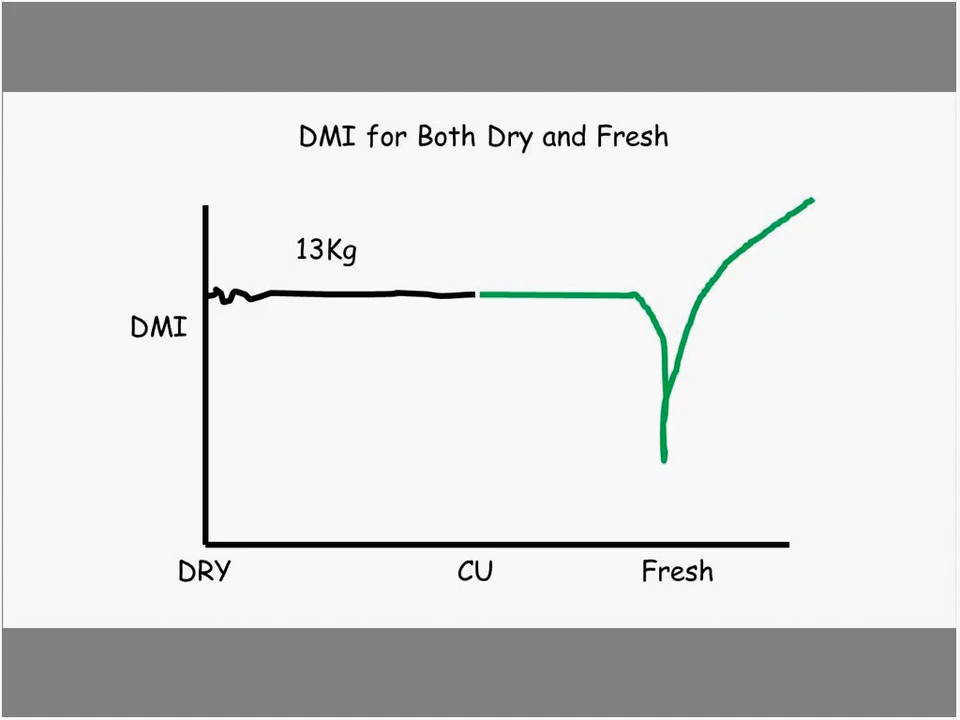 DMI for Both Dry and Fresh
13Kg
DMI
DRY
CU
Fresh